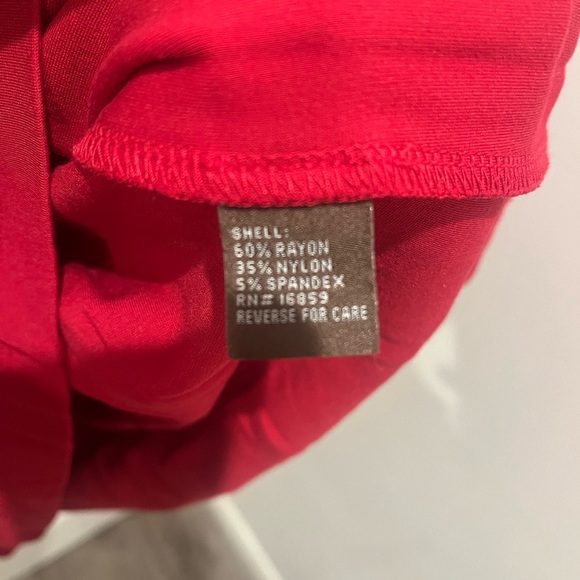 SHELL:
60% RAYON
35% NYLON
5% SPANDEX
RN# 16859
REVERSE FOR CARE